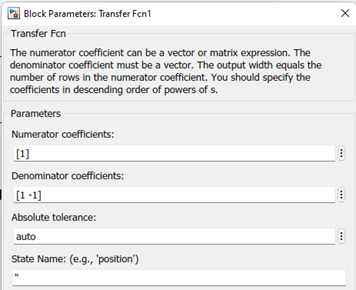 Block Parameters: Transfer Fcn1
Transfer Fcn
The numerator coefficient can be a vector or matrix expression. The
denominator coefficient must be a vector. The output width equals the
number of rows in the numerator coefficient. You should specify the
coefficients in descending order of powers of s.
Parameters
Numerator coefficients:
[1]
Denominator coefficients:
[1 -1]
Absolute tolerance:
auto
State Name: (e.g., 'position')
''